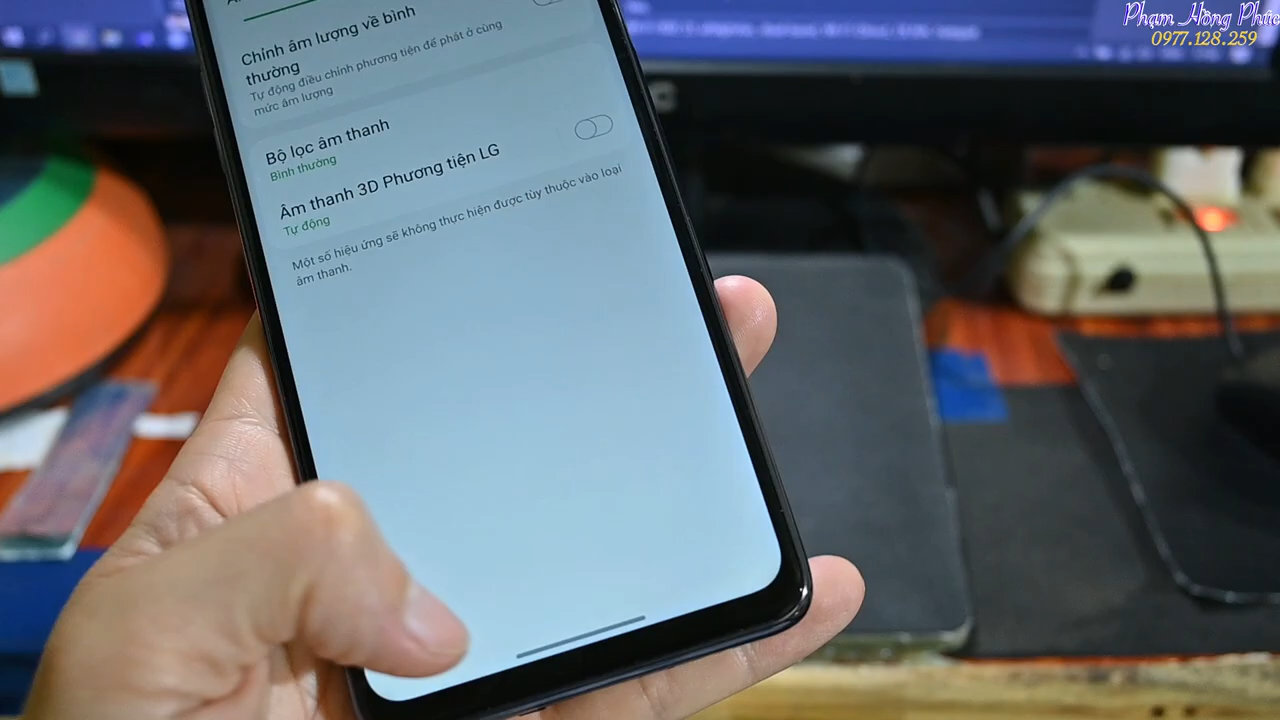 Phạm Hồng Phúc
0977.128.259
Chỉnh âm lượng về bình
thường
Tự động điều chỉnh phương tiện để phát ở cùng
mức âm lượng
Bộ lọc âm thanh
Bình thường
Âm thanh 3D Phương tiện LG
Tự động
Một số hiệu ứng sẽ không thực hiện được tùy thuộc vào loại
âm thanh.